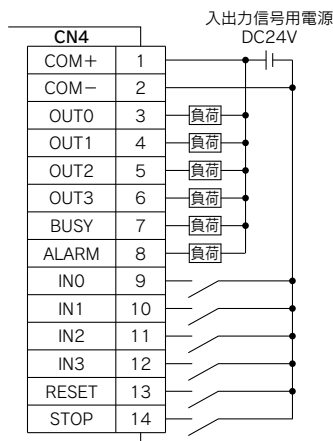 入出力信号用電源
DC24V
CN4
COM+ 1
COM− 2
OUT0 3 負荷
OUT1 4 負荷
OUT2 5 負荷
OUT3 6 負荷
BUSY 7 負荷
ALARM 8 負荷
IN0 9
IN1 10
IN2 11
IN3 12
RESET 13
STOP 14